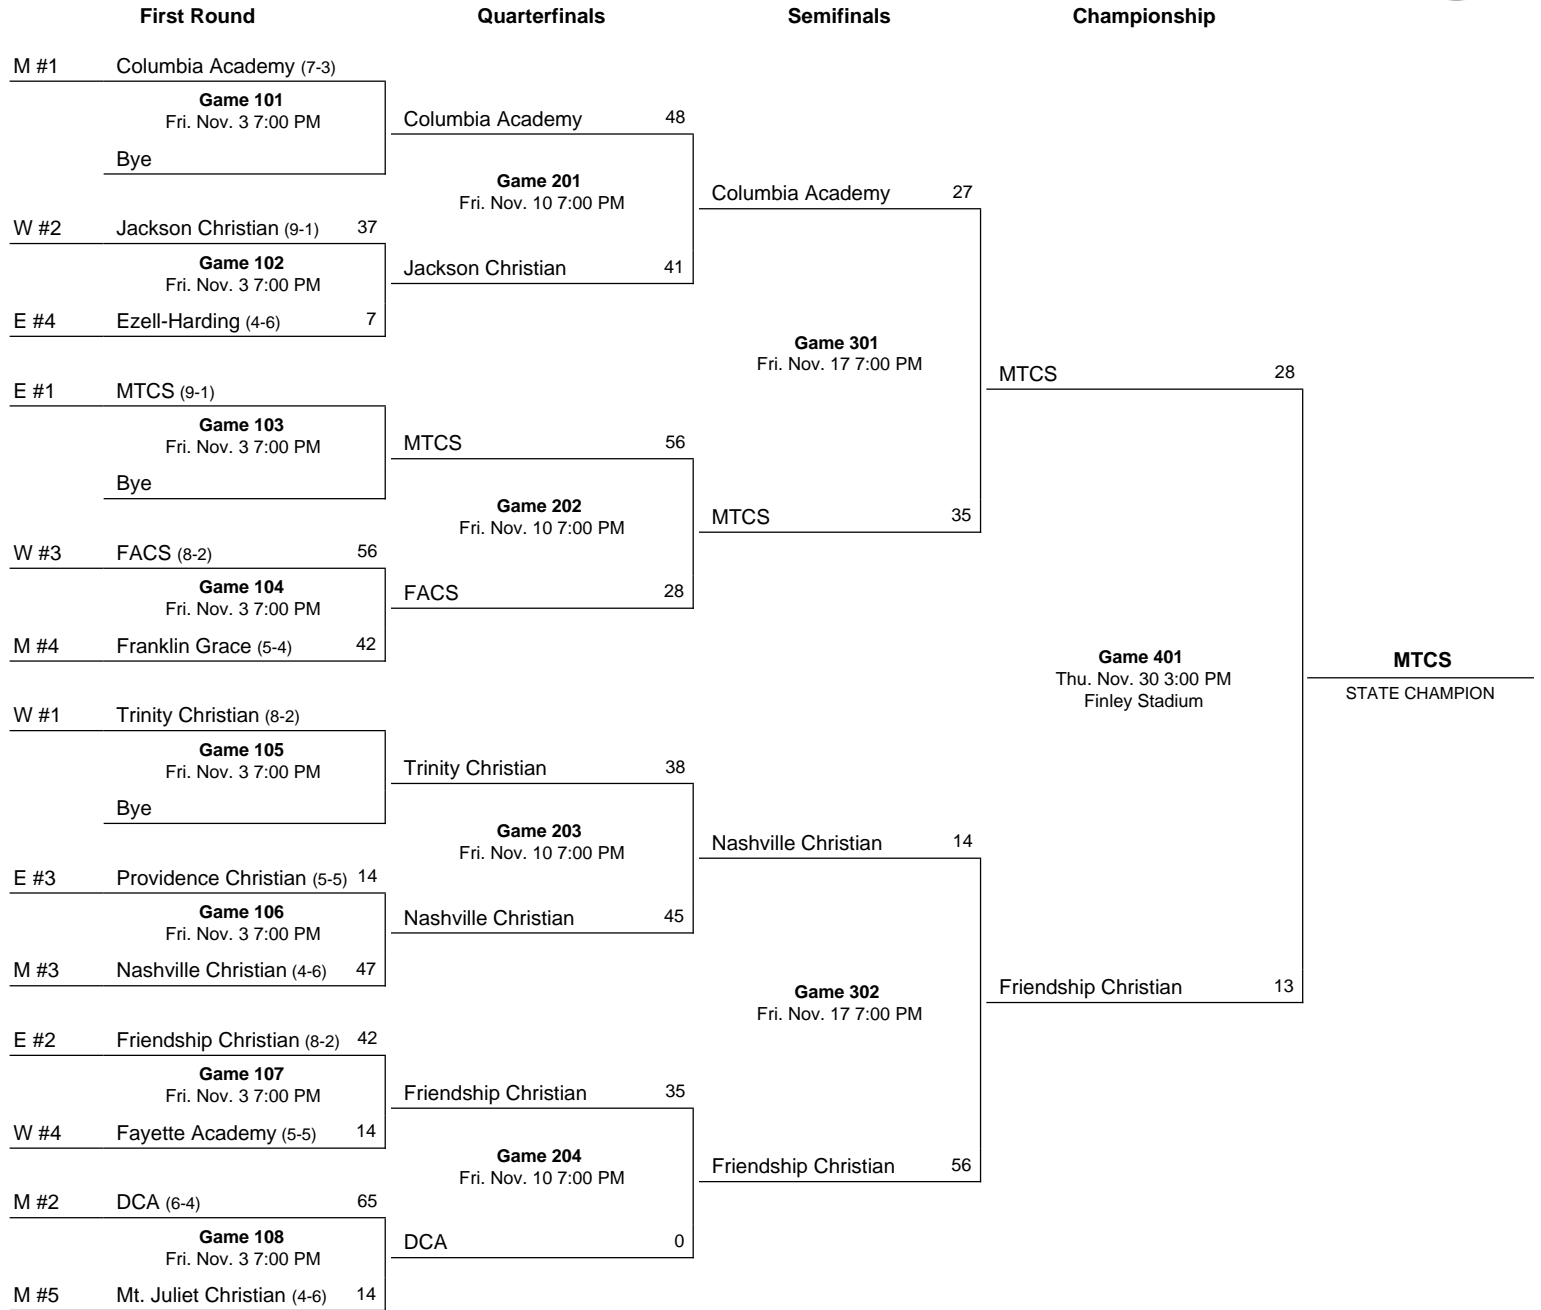 First Round Quarterfinals Semifinals Championship
M #1 Columbia Academy (7-3)
Game 101
Fri. Nov. 3 7:00 PM
Bye
W #2 Jackson Christian (9-1) 37
Game 102
Fri. Nov. 3 7:00 PM
E #4 Ezell-Harding (4-6) 7
E #1 MTCS (9-1)
Game 103
Fri. Nov. 3 7:00 PM
Bye
W #3 FACS (8-2) 56
Game 104
Fri. Nov. 3 7:00 PM
M #4 Franklin Grace (5-4) 42
W #1 Trinity Christian (8-2)
Game 105
Fri. Nov. 3 7:00 PM
Bye
E #3 Providence Christian (5-5) 14
Game 106
Fri. Nov. 3 7:00 PM
M #3 Nashville Christian (4-6) 47
E #2 Friendship Christian (8-2) 42
Game 107
Fri. Nov. 3 7:00 PM
W #4 Fayette Academy (5-5) 14
M #2 DCA (6-4) 65
Game 108
Fri. Nov. 3 7:00 PM
M #5 Mt. Juliet Christian (4-6) 14
Columbia Academy 48
Game 201
Fri. Nov. 10 7:00 PM
Jackson Christian 41
MTCS 56
Game 202
Fri. Nov. 10 7:00 PM
FACS 28
Trinity Christian 38
Game 203
Fri. Nov. 10 7:00 PM
Nashville Christian 45
Friendship Christian 35
Game 204
Fri. Nov. 10 7:00 PM
DCA 0
Columbia Academy 27
Game 301
Fri. Nov. 17 7:00 PM
MTCS 35
Nashville Christian 14
Game 302
Fri. Nov. 17 7:00 PM
Friendship Christian 56
MTCS 28
Game 401
Thu. Nov. 30 3:00 PM
Finley Stadium
Friendship Christian 13
MTCS
STATE CHAMPION